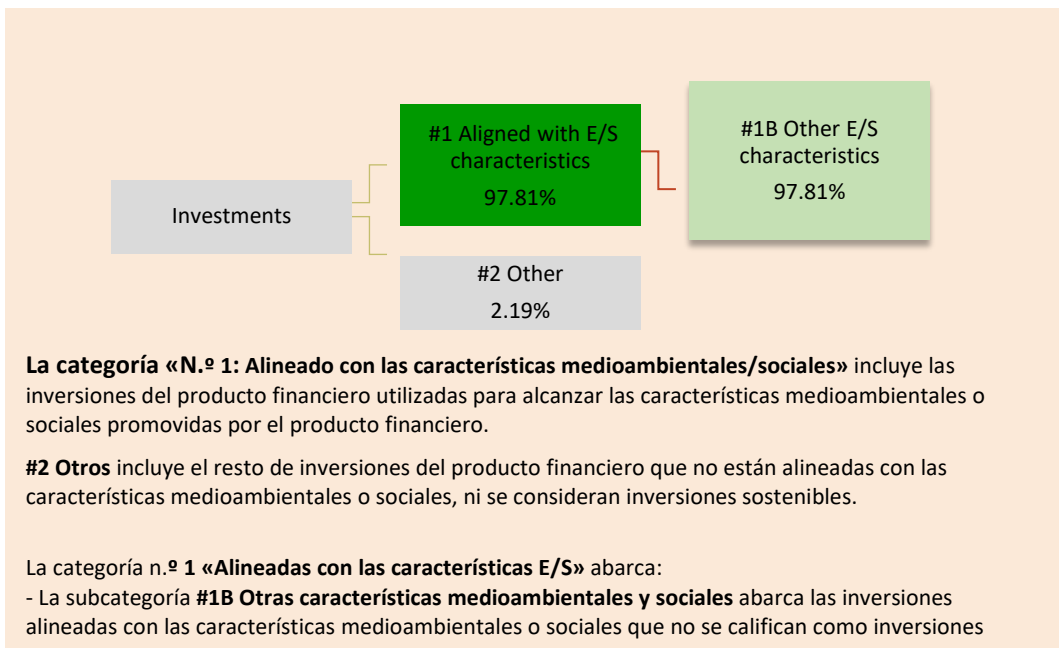 #1 Aligned with E/S
characteristics
97.81%
#1B Other E/S
characteristics
97.81%
Investments
#2 Other
2.19%
La categoría «N.º 1: Alineado con las características medioambientales/sociales» incluye las
inversiones del producto financiero utilizadas para alcanzar las características medioambientales o
sociales promovidas por el producto financiero.
#2 Otros incluye el resto de inversiones del producto financiero que no están alineadas con las
características medioambientales o sociales, ni se consideran inversiones sostenibles.
La categoría n.º 1 «Alineadas con las características E/S» abarca:
- La subcategoría #1B Otras características medioambientales y sociales abarca las inversiones
alineadas con las características medioambientales o sociales que no se califican como inversiones